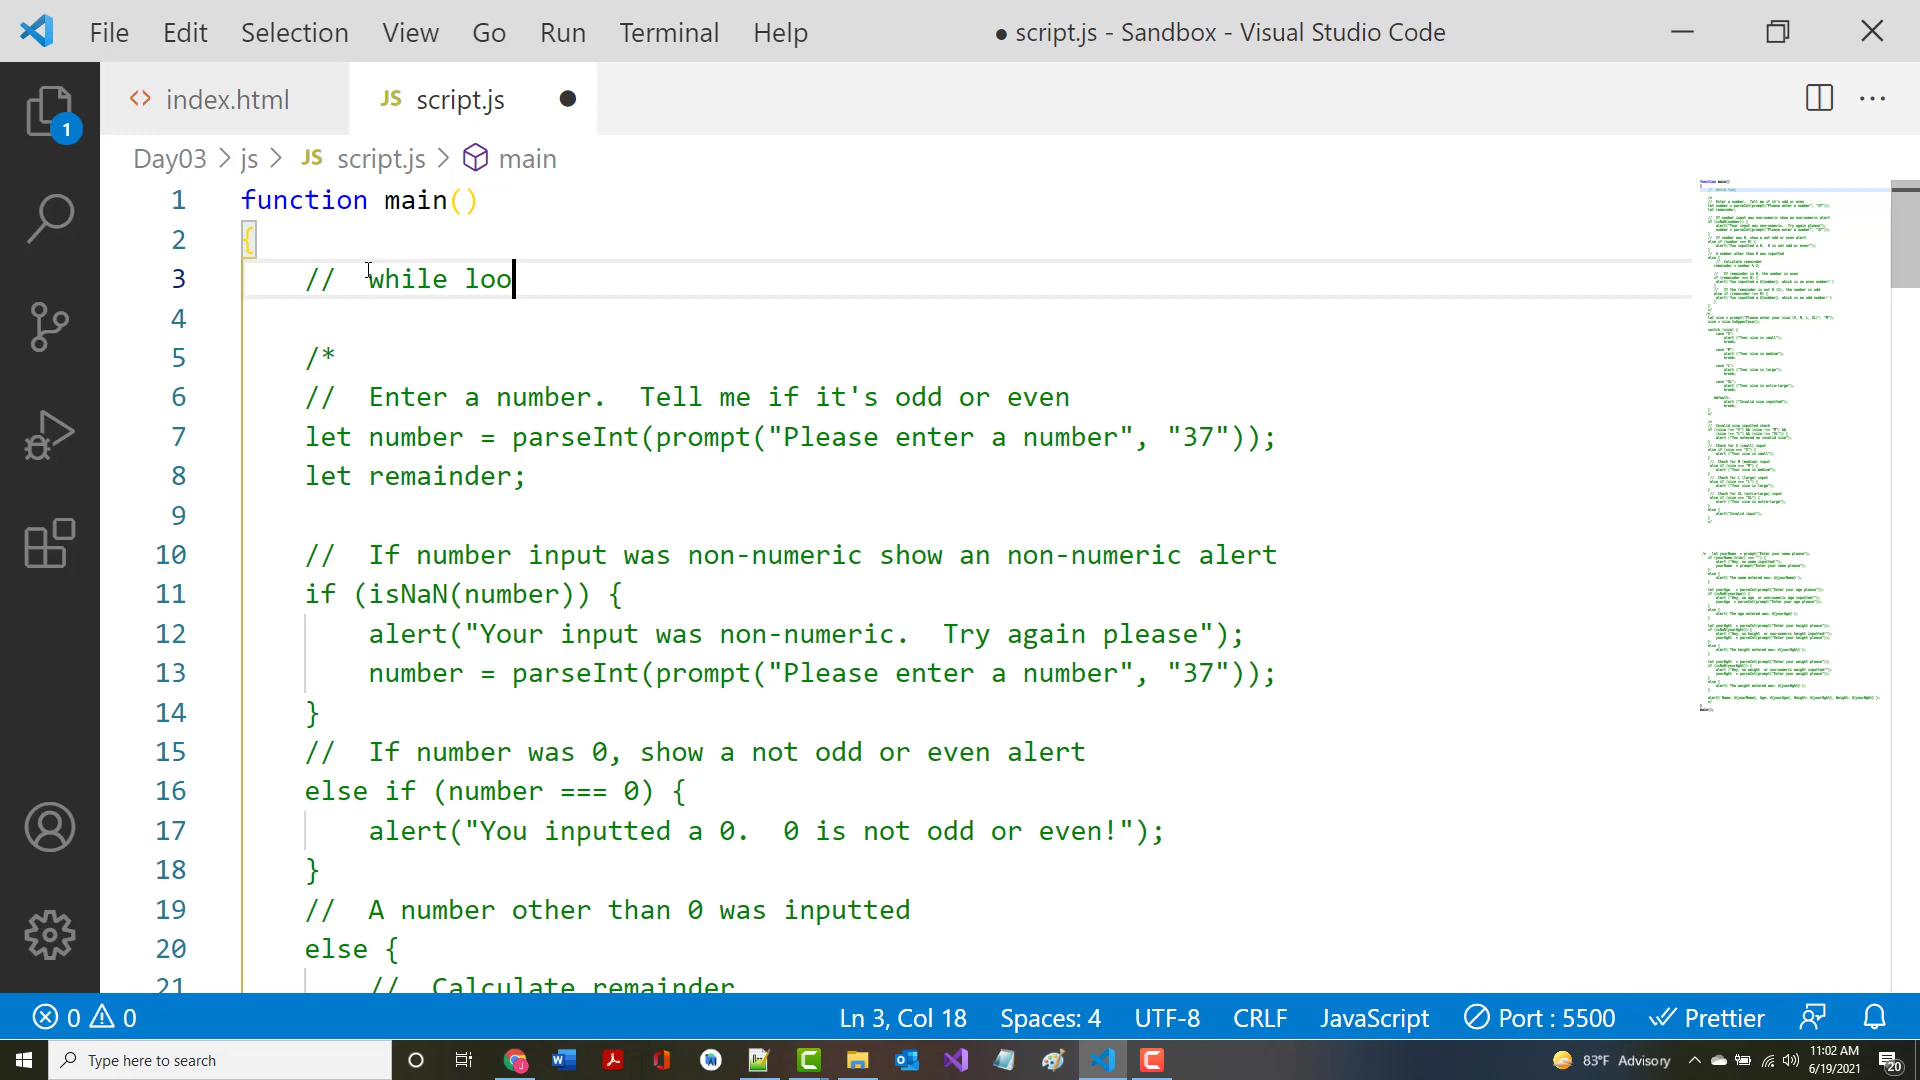 File Edit Selection View Go Run Terminal Help ● script.js - Sandbox - Visual Studio Code
index.html JS script.js
Day03 > js > JS script.js > main
1 function main()
2 {
3 //  while loo
4
5 /*
6 //  Enter a number.  Tell me if it's odd or even
7 let number = parseInt(prompt("Please enter a number", "37"));
8 let remainder;
9
10 //  If number input was non-numeric show an non-numeric alert
11 if (isNaN(number)) {
12 alert("Your input was non-numeric.  Try again please");
13 number = parseInt(prompt("Please enter a number", "37"));
14 }
15 //  If number was 0, show a not odd or even alert
16 else if (number === 0) {
17 alert("You inputted a 0.  0 is not odd or even!");
18 }
19 //  A number other than 0 was inputted
20 else {
21 //  Calculate remainder
1
0 0 Ln 3, Col 18 Spaces: 4 UTF-8 CRLF JavaScript Port : 5500 Prettier
Type here to search 83°F Advisory 11:02 AM
6/19/2021
20